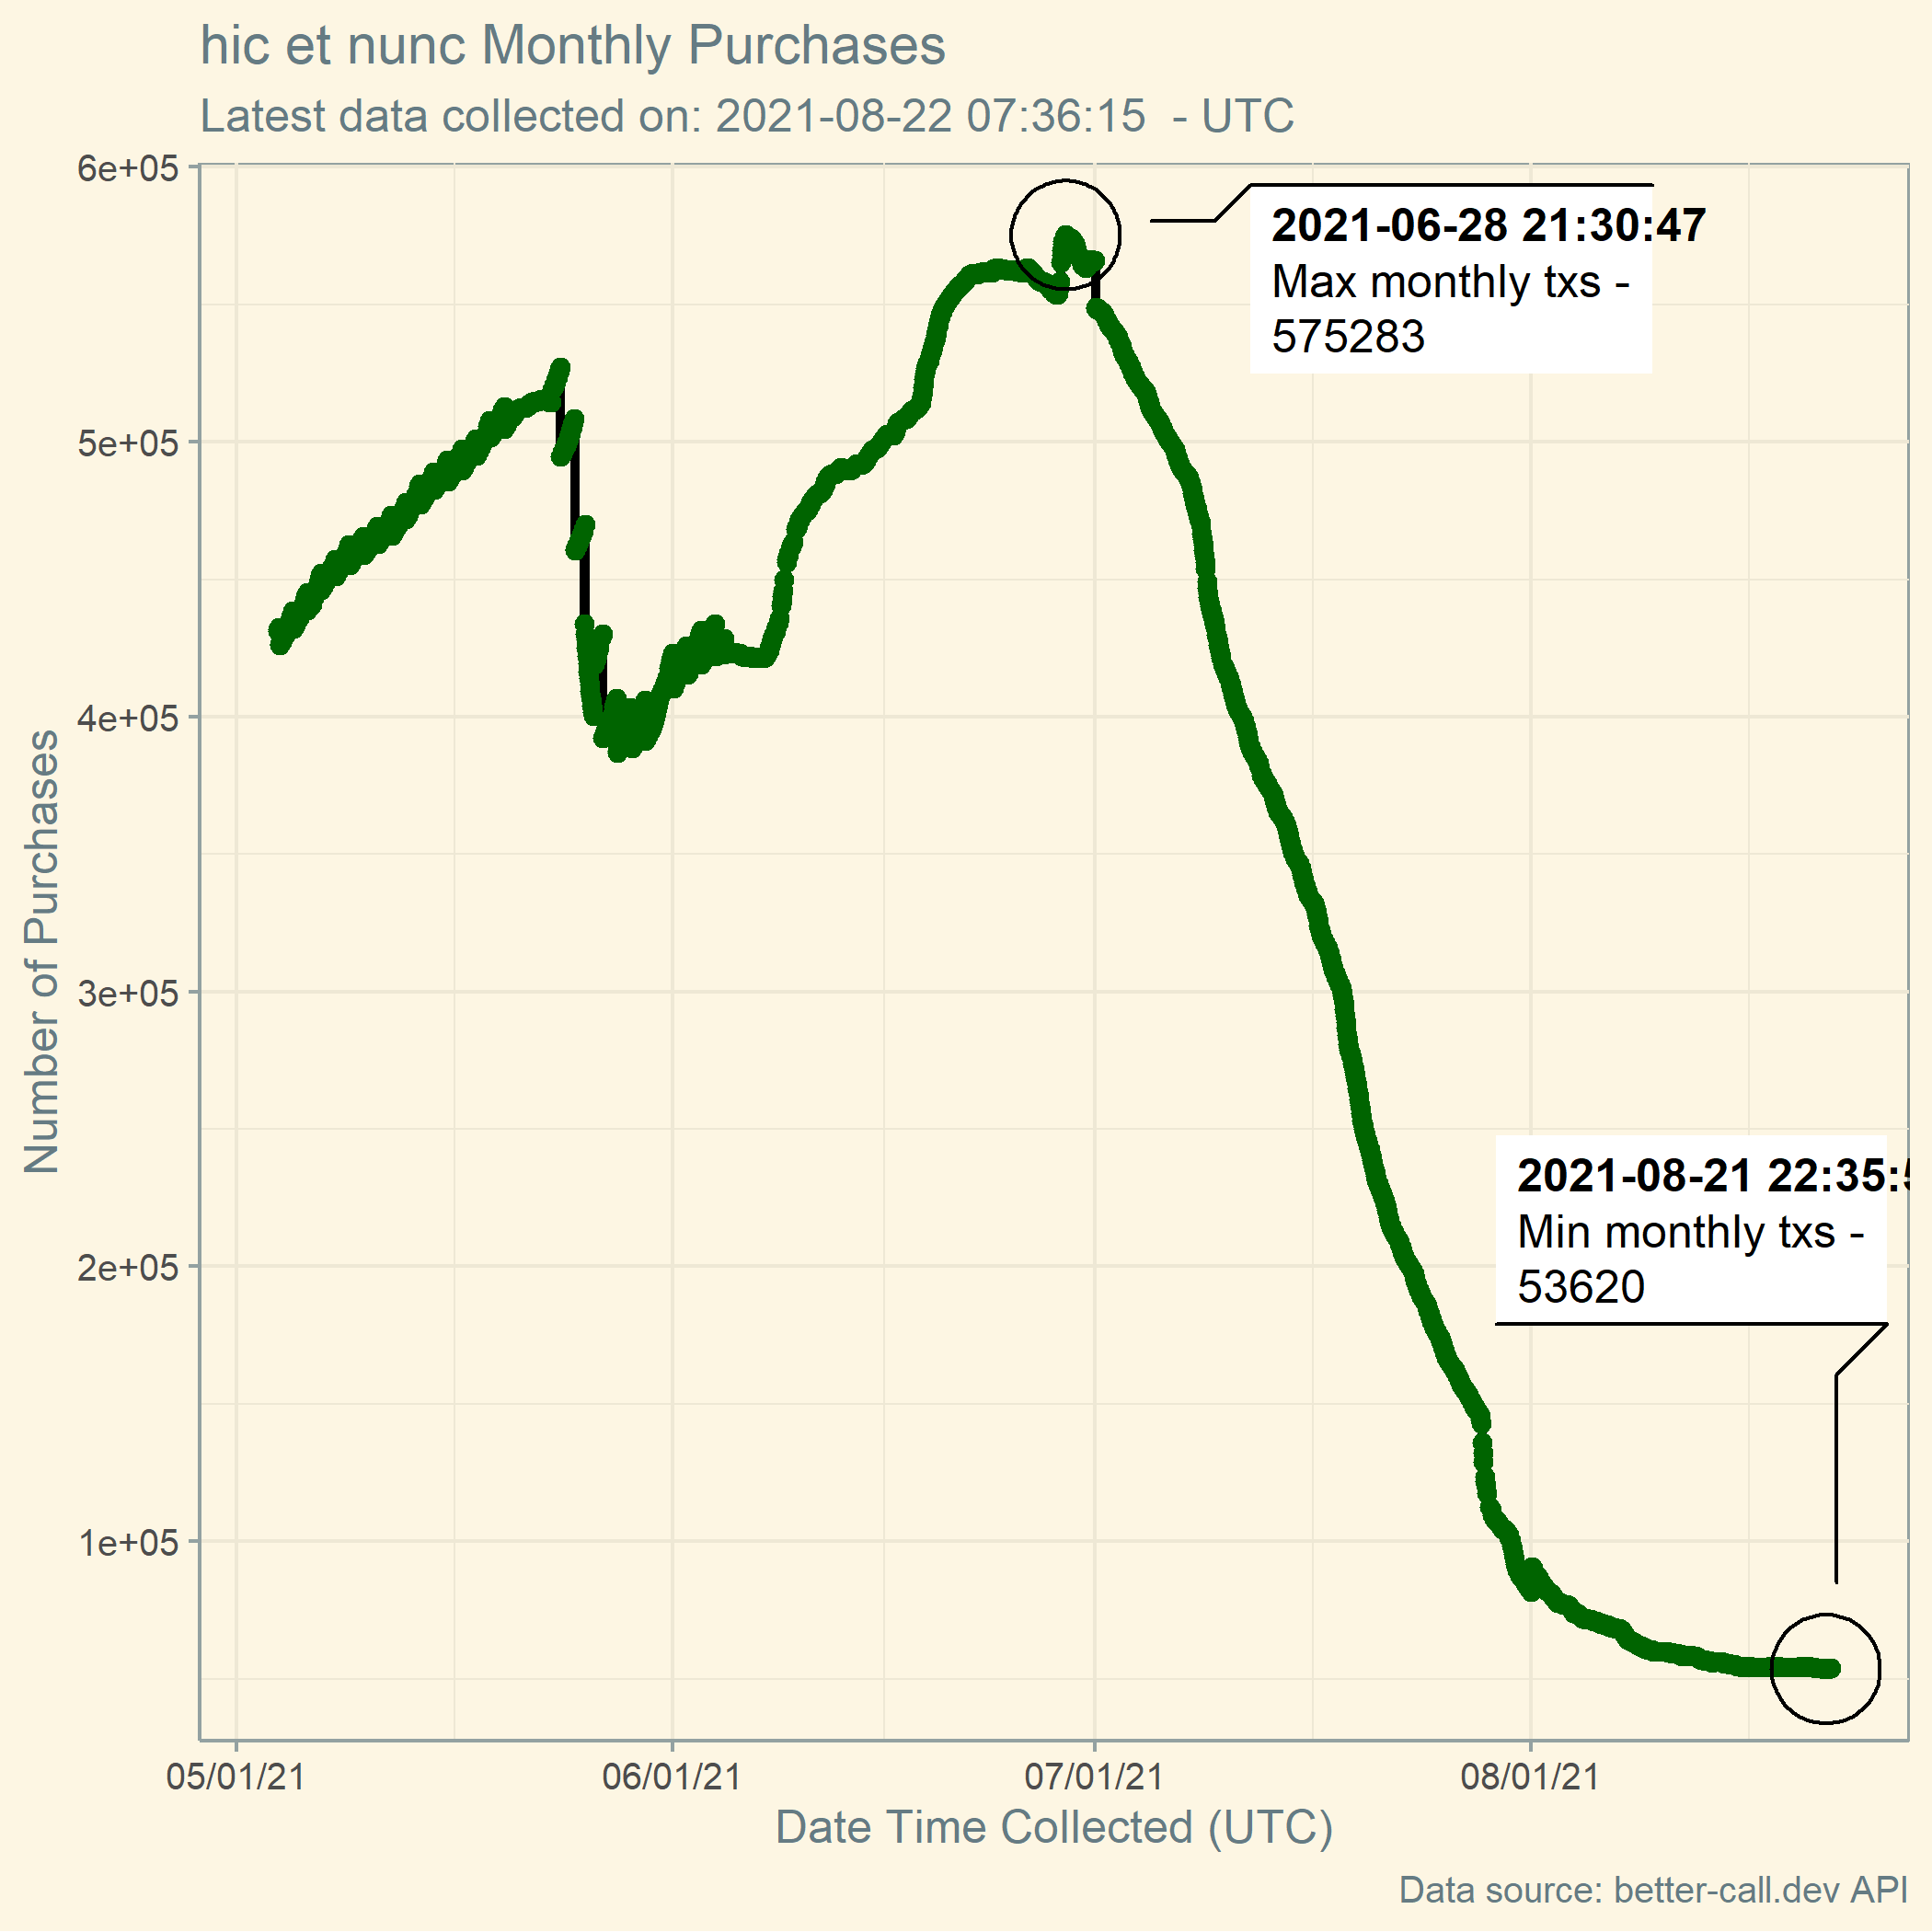 hic et nunc Monthly Purchases
Latest data collected on: 2021-08-22 07:36:15 - UTC
6e+05
5e+05
4e+05
3e+05
2e+05
1e+05
Number of Purchases
2021-06-28 21:30:47
Max monthly txs -
575283
2021-08-21 22:35:5
Min monthly txs -
53620
05/01/21
06/01/21
07/01/21
08/01/21
Date Time Collected (UTC)
Data source: better-call.dev API